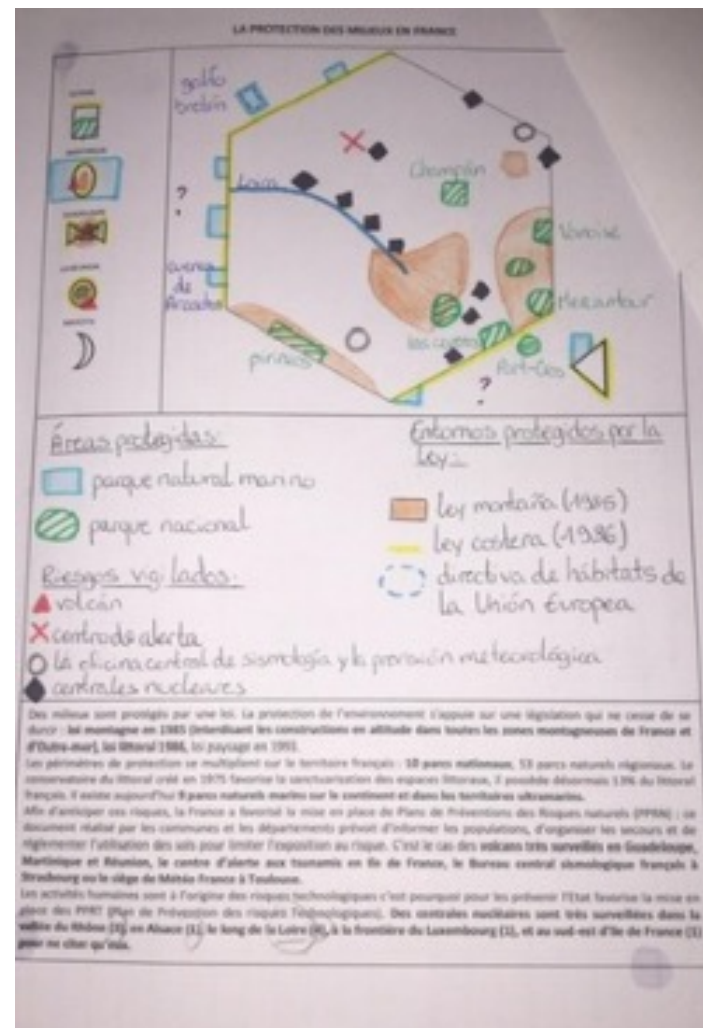 LA PROTECTION DES MILIEUX EN FRANCE
golfo
bretón
?
Loira
cuenca
de
pirineos
?
Vanoise
Mercantour
Port-Cros
Áreas protegidas:
parque natural marino
parque nacional
Riesgos vigilados:
volcán
centro de alerta
La oficina central de sismología y la previsión meteorológica
centrales nucleares
Entornos protegidos por la
Ley:
ley montaña (1985)
ley costera (1986)
directiva de hábitats de
la Unión Europea
Des milieux sont protégés par une loi. La protection de l'environnement s'appuie sur une législation qui ne cesse de se
durcir : loi montagne en 1985 (interdisant les constructions en altitude dans toutes les zones montagneuses de France et
d'Outre-mer), loi littoral 1986, loi paysage en 1993.
Les périmètres de protection se multiplient sur le territoire français : 10 parcs nationaux, 53 parcs naturels régionaux. Le
conservatoire du littoral créé en 1975 favorise la sanctuarisation des espaces littoraux, il possède désormais 13% du littoral
français. Il existe aujourd'hui 9 parcs naturels marins sur le continent et dans les territoires ultramarins.
Afin d'anticiper ces risques, la France a favorisé la mise en place de Plans de Préventions des Risques naturels (PPRN) : ce
document réalisé par les communes et les départements prévoit d'informer les populations, d'organiser les secours et de
réglementer l'utilisation des sols pour limiter l'exposition au risque. C'est le cas des volcans très surveillés en Guadeloupe,
Martinique et Réunion, le centre d'alerte aux tsunamis en Ile de France, le Bureau central sismologique français à
Strasbourg ou le siège de Météo France à Toulouse.
Les activités humaines sont à l'origine des risques technologiques c'est pourquoi pour les prévenir l'Etat favorise la mise en
place des PPRT (Plan de Prévention des risques Technologiques). Des centrales nucléaires sont très surveillées dans la
vallée du Rhône (3), en Alsace (1), le long de la Loire (4), à la frontière du Luxembourg (1), et au sud-est d'Ile de France (1)
pour ne citer qu'eux.